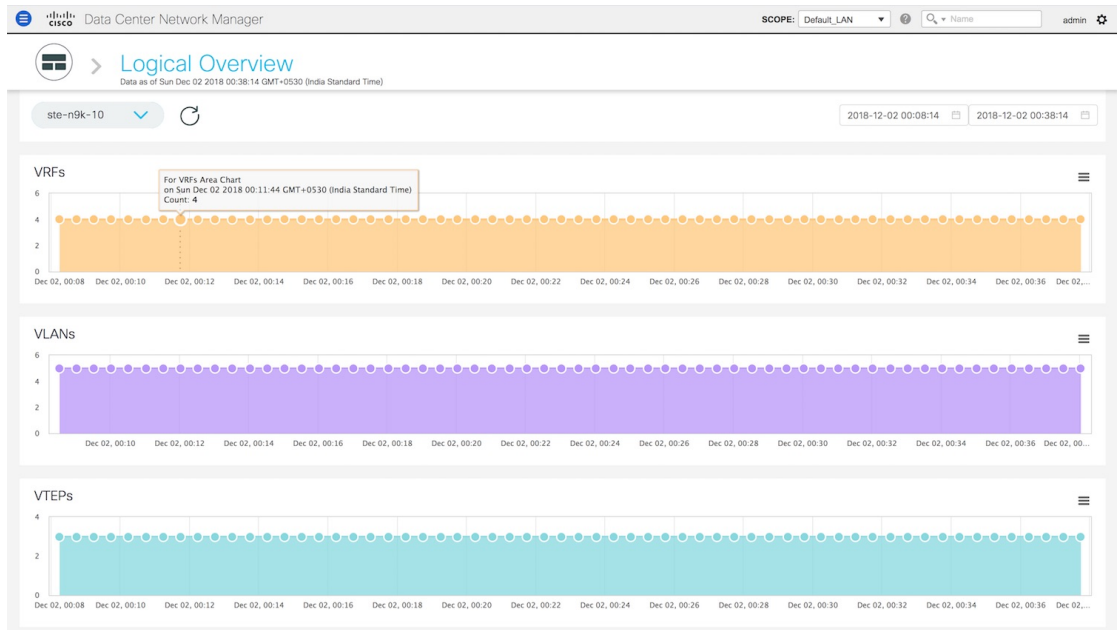 cisco Data Center Network Manager SCOPE: Default_LAN Name admin
Logical Overview
Data as of Sun Dec 02 2018 00:38:14 GMT+0530 (India Standard Time)
ste-n9k-10 2018-12-02 00:08:14 2018-12-02 00:38:14
VRFs
For VRFs Area Chart
on Sun Dec 02 2018 00:11:44 GMT+0530 (India Standard Time)
Count: 4
6
4
2
0
Dec 02, 00:08 Dec 02, 00:10 Dec 02, 00:12 Dec 02, 00:14 Dec 02, 00:16 Dec 02, 00:18 Dec 02, 00:20 Dec 02, 00:22 Dec 02, 00:24 Dec 02, 00:26 Dec 02, 00:28 Dec 02, 00:30 Dec 02, 00:32 Dec 02, 00:34 Dec 02, 00:36 Dec 02,...
VLANs
6
4
2
0
Dec 02, 00:10 Dec 02, 00:12 Dec 02, 00:14 Dec 02, 00:16 Dec 02, 00:18 Dec 02, 00:20 Dec 02, 00:22 Dec 02, 00:24 Dec 02, 00:26 Dec 02, 00:28 Dec 02, 00:30 Dec 02, 00:32 Dec 02, 00:34 Dec 02, 00:36 Dec 02, 00...
VTEPs
4
2
0
Dec 02, 00:08 Dec 02, 00:10 Dec 02, 00:12 Dec 02, 00:14 Dec 02, 00:16 Dec 02, 00:18 Dec 02, 00:20 Dec 02, 00:22 Dec 02, 00:24 Dec 02, 00:26 Dec 02, 00:28 Dec 02, 00:30 Dec 02, 00:32 Dec 02, 00:34 Dec 02, 00:36 Dec 02,...